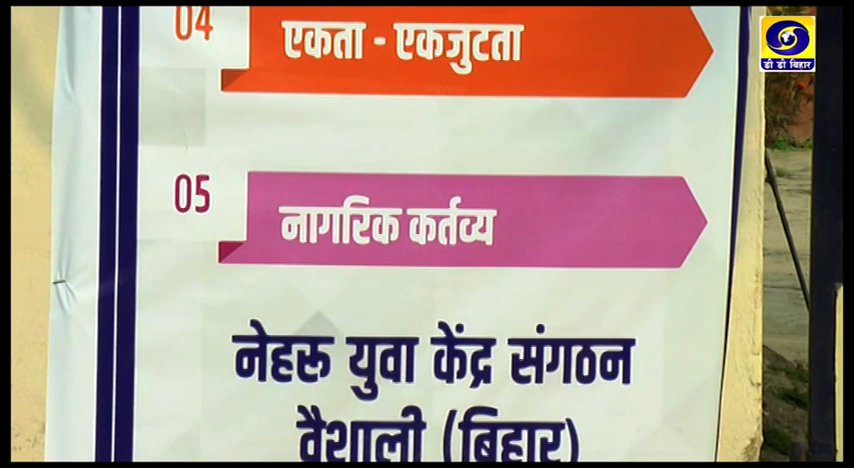 04
एकता - एकजुटता
डी डी बिहार
05
नागरिक कर्तव्य
नेहरू युवा केंद्र संगठन
वैशाली (बिहार)